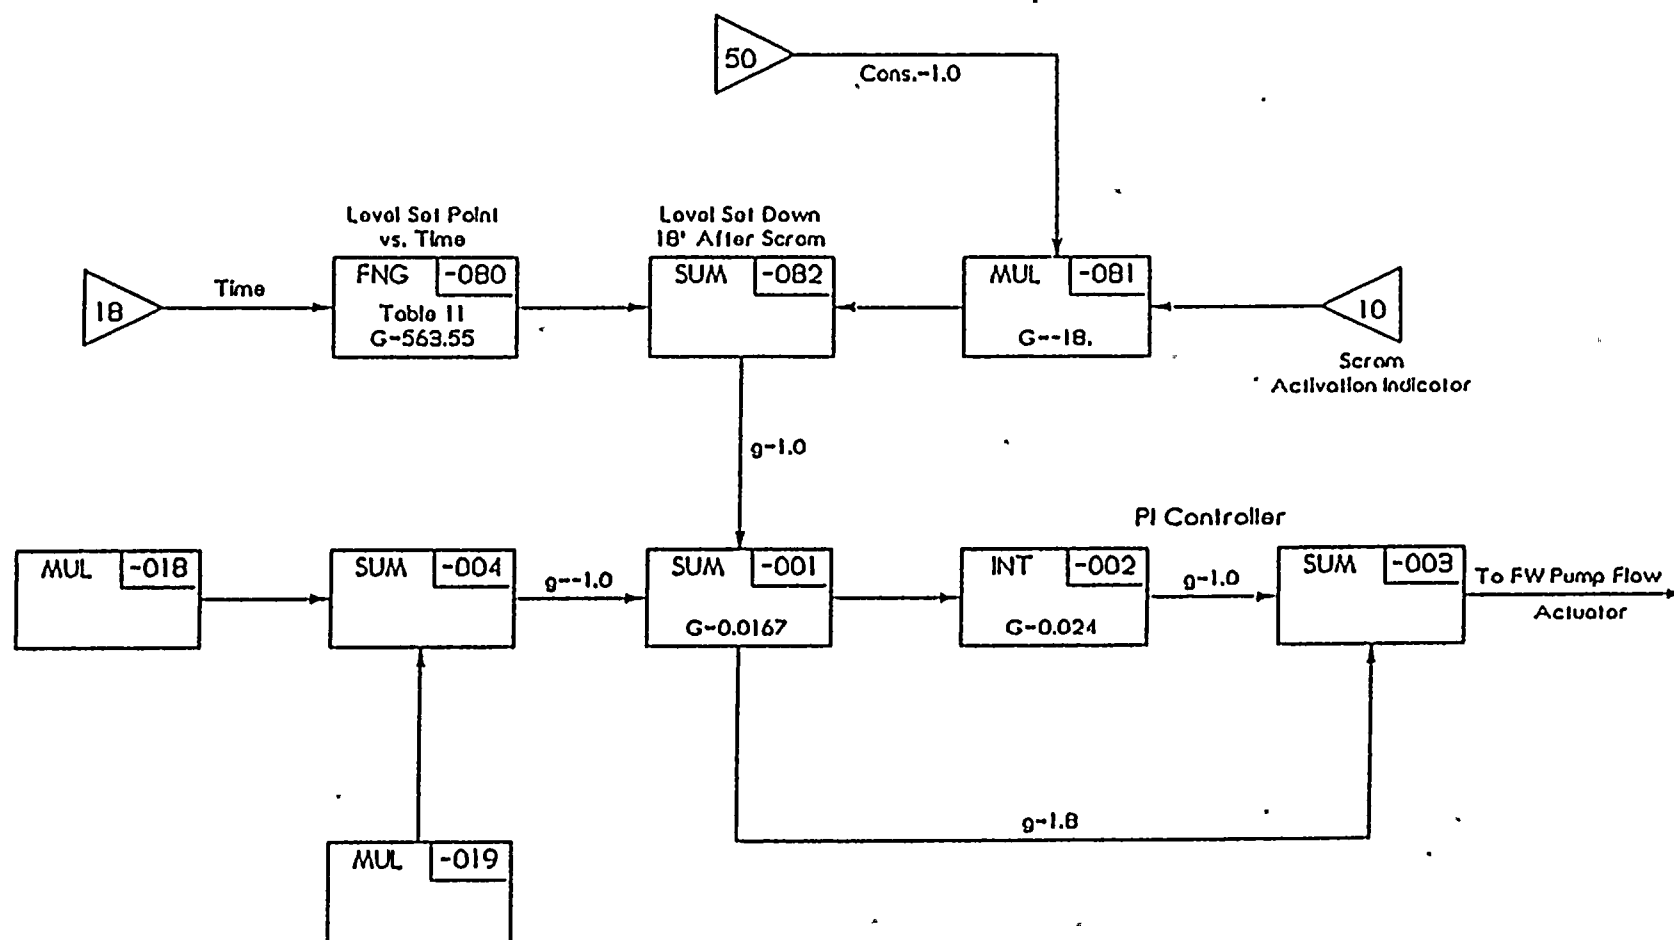 50
Cons.-1.0
Level Set Point
vs. Time
Level Set Down
18' After Scram
18
Time
FNG -080
Table 11
G-563.55
SUM -082
MUL -081
G--18.
10
Scram
Activation Indicator
g-1.0
PI Controller
MUL -018
SUM -004
g--1.0
SUM -001
G-0.0167
INT -002
G-0.024
g-1.0
SUM -003
To FW Pump Flow
Actuator
g-1.8
MUL -019